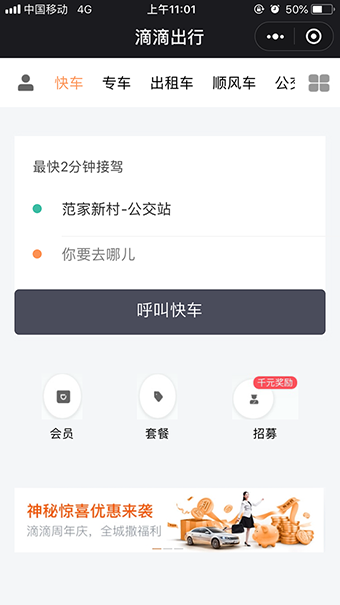 中国移动 4G 上午11:01 50%
滴滴出行
快车 专车 出租车 顺风车 公交
最快2分钟接驾
范家新村-公交站
你要去哪儿
呼叫快车
千元奖励
会员 套餐 招募
神秘惊喜优惠来袭
滴滴周年庆，全城撒福利